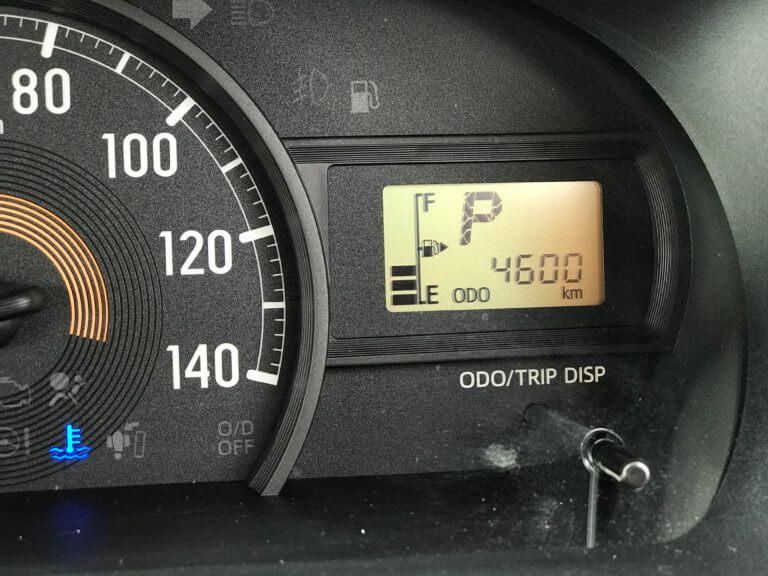 80
100
120
140
F
P
4600
E ODO km
ODO/TRIP DISP
O/D
OFF